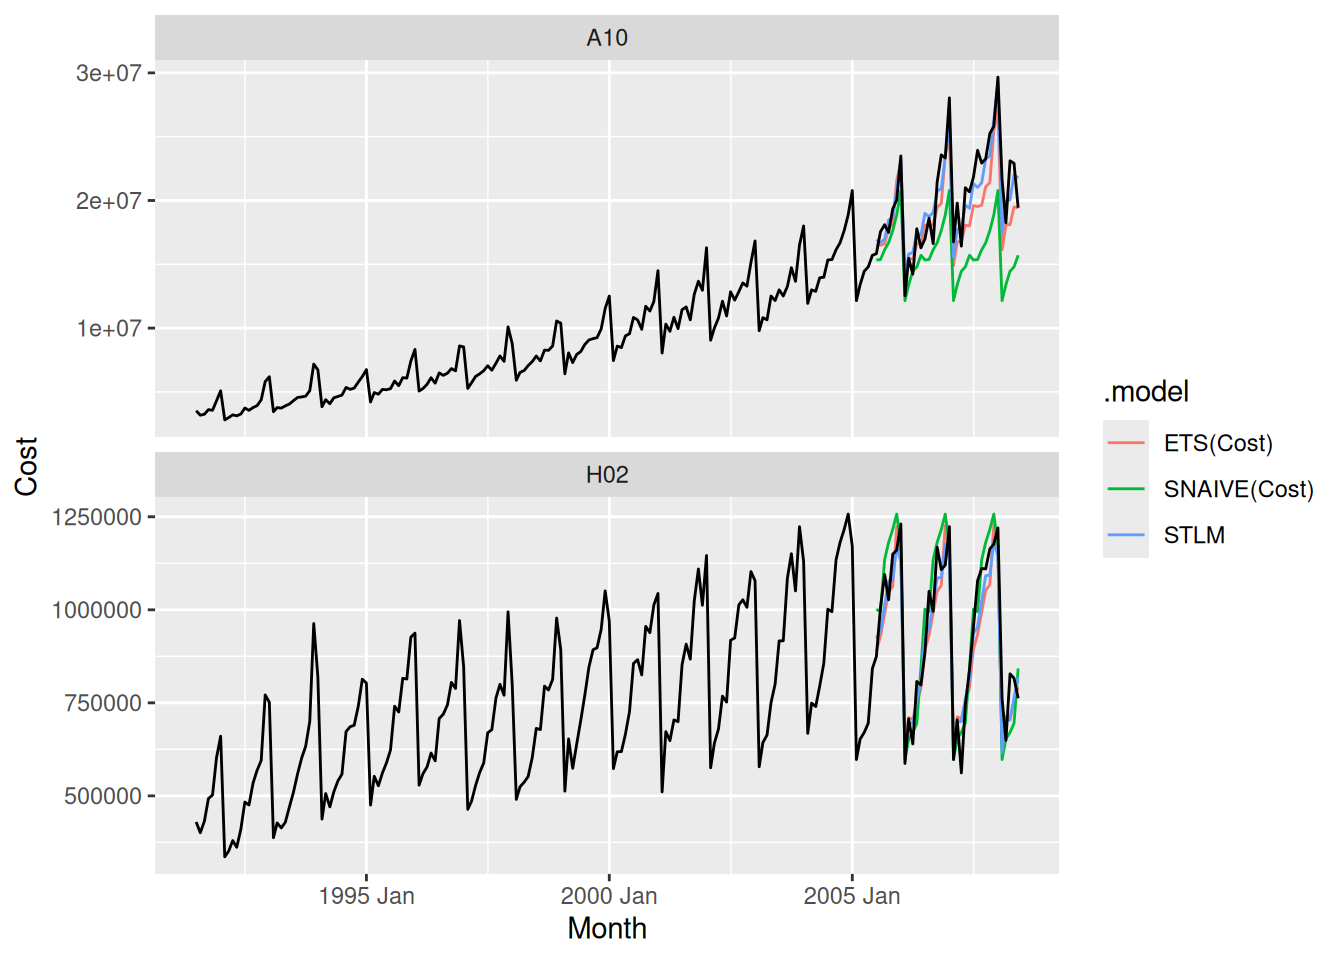 A10
3e+07
2e+07
1e+07
H02
1250000
1000000
750000
500000
1995 Jan
2000 Jan
2005 Jan
Month
Cost
.model
ETS(Cost)
SNAIVE(Cost)
STLM